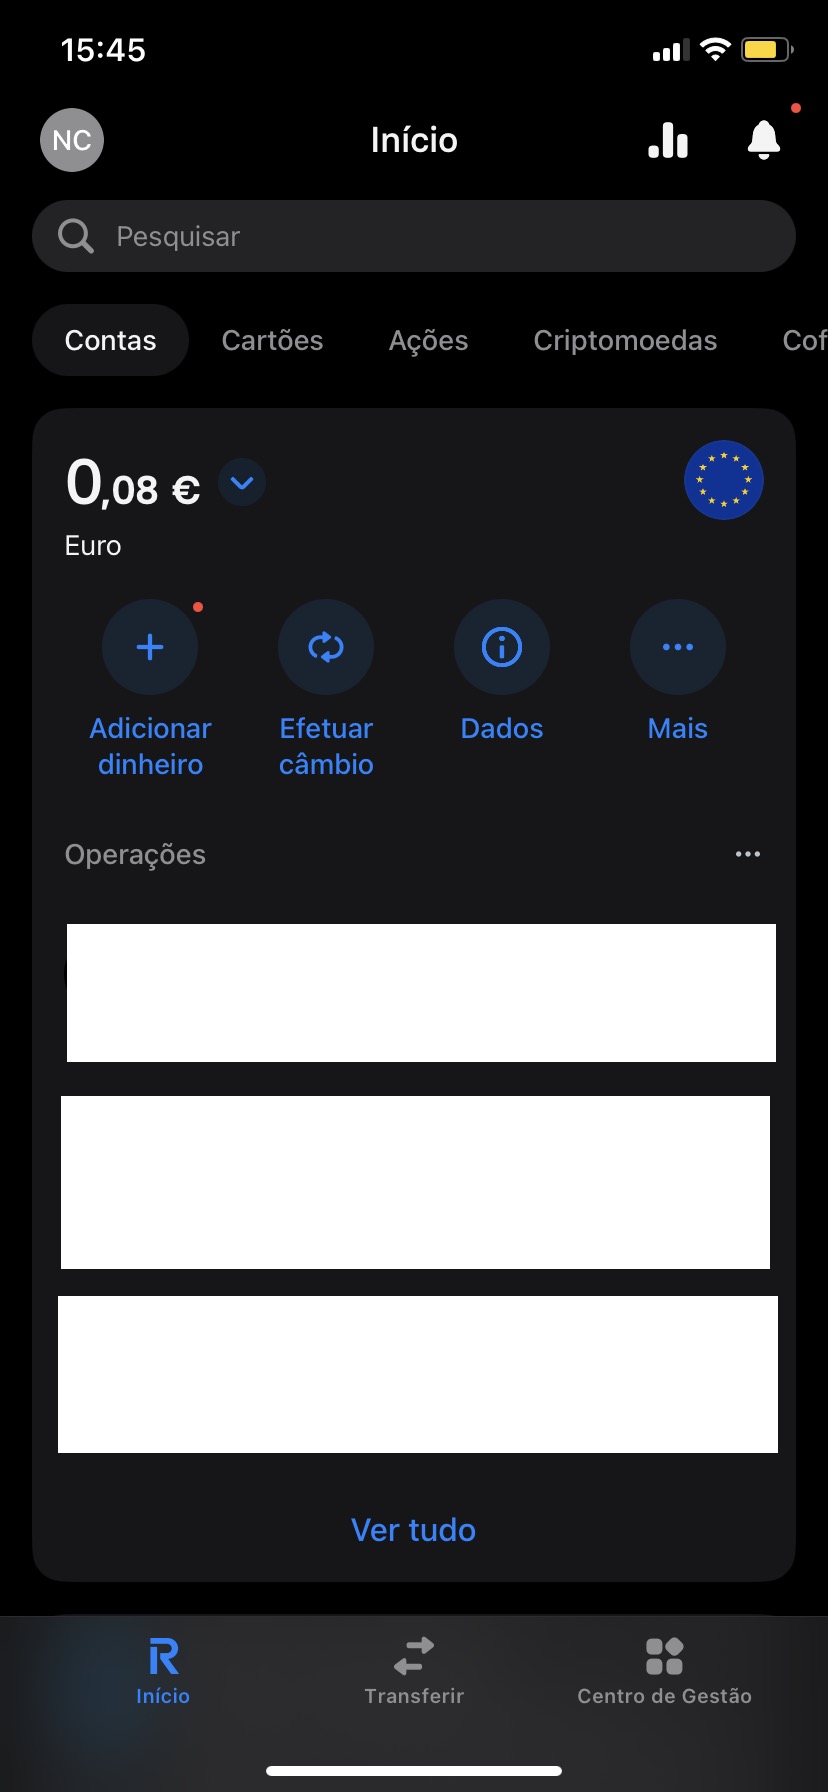 15:45
NC
Início
Pesquisar
Contas
Cartões
Ações
Criptomoedas
Cof
0,08 €
Euro
Adicionar
dinheiro
Efetuar
câmbio
Dados
Mais
Operações
Ver tudo
Início
Transferir
Centro de Gestão